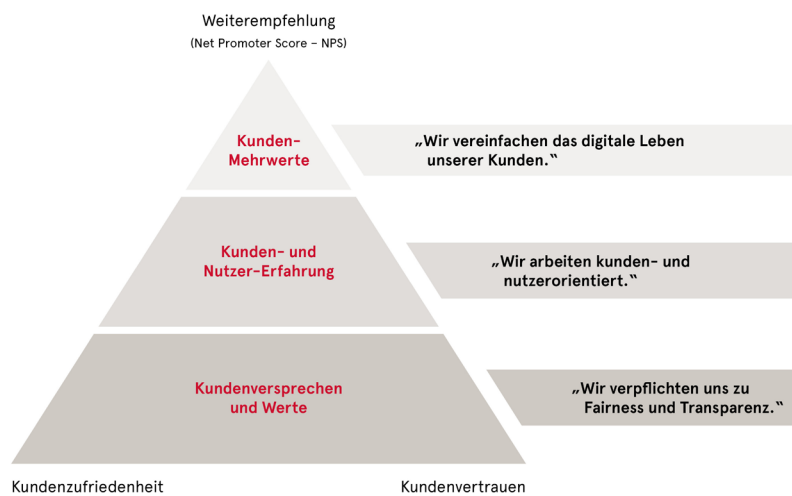 Weiterempfehlung
(Net Promoter Score – NPS)
Kunden-
Mehrwerte
„Wir vereinfachen das digitale Leben
unserer Kunden.“
Kunden- und
Nutzer-Erfahrung
„Wir arbeiten kunden- und
nutzerorientiert.“
Kundenversprechen
und Werte
„Wir verpflichten uns zu
Fairness und Transparenz.“
Kundenzufriedenheit
Kundenvertrauen